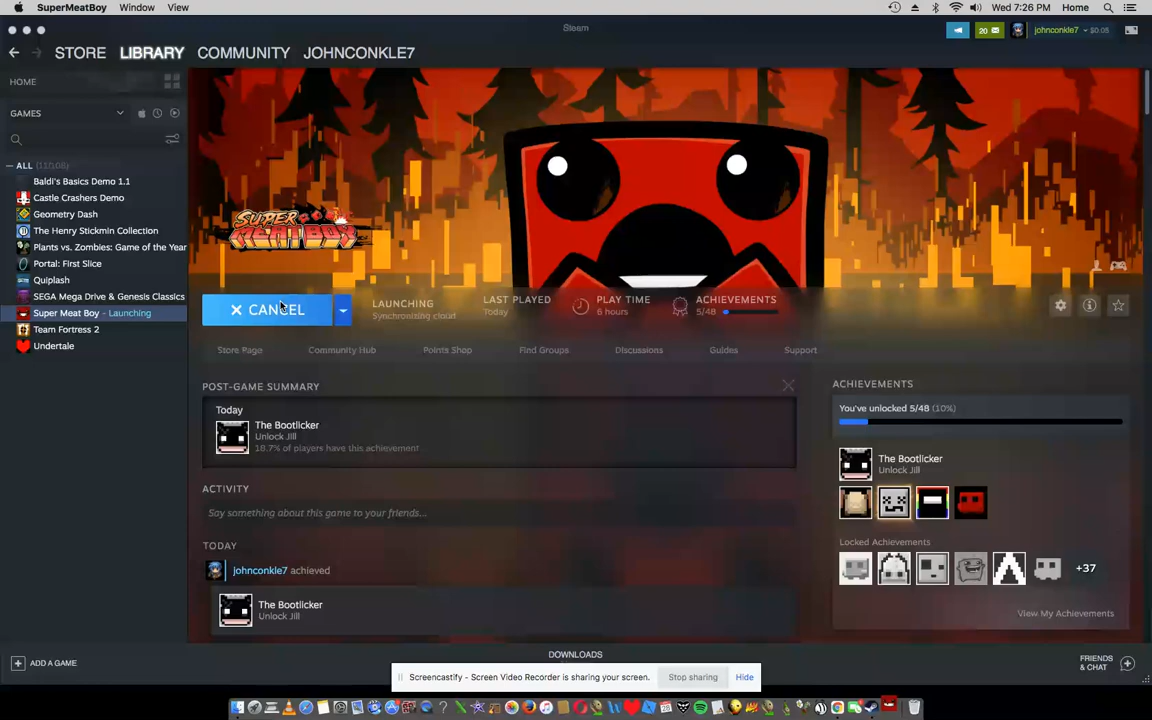 SuperMeatBoy Window View Wed 7:26 PM Home
Steam
20 johnconkle7 $0.05
STORE LIBRARY COMMUNITY JOHNCONKLE7
HOME
GAMES
ALL (11/108)
Baldi's Basics Demo 1.1
Castle Crashers Demo
Geometry Dash
The Henry Stickmin Collection
Plants vs. Zombies: Game of the Year
Portal: First Slice
Quiplash
SEGA Mega Drive & Genesis Classics
Super Meat Boy - Launching
Team Fortress 2
Undertale
SUPER
MEAT BOY
CANCEL
LAUNCHING
Synchronizing cloud
LAST PLAYED
Today
PLAY TIME
6 hours
ACHIEVEMENTS
5/48
Store Page Community Hub Points Shop Find Groups Discussions Guides Support
POST-GAME SUMMARY
Today
The Bootlicker
Unlock Jill
18.7% of players have this achievement
ACTIVITY
Say something about this game to your friends...
TODAY
johnconkle7 achieved
The Bootlicker
Unlock Jill
ACHIEVEMENTS
You've unlocked 5/48 (10%)
The Bootlicker
Unlock Jill
Locked Achievements
+37
View My Achievements
ADD A GAME
DOWNLOADS
FRIENDS
& CHAT
Screencastify - Screen Video Recorder is sharing your screen. Stop sharing Hide